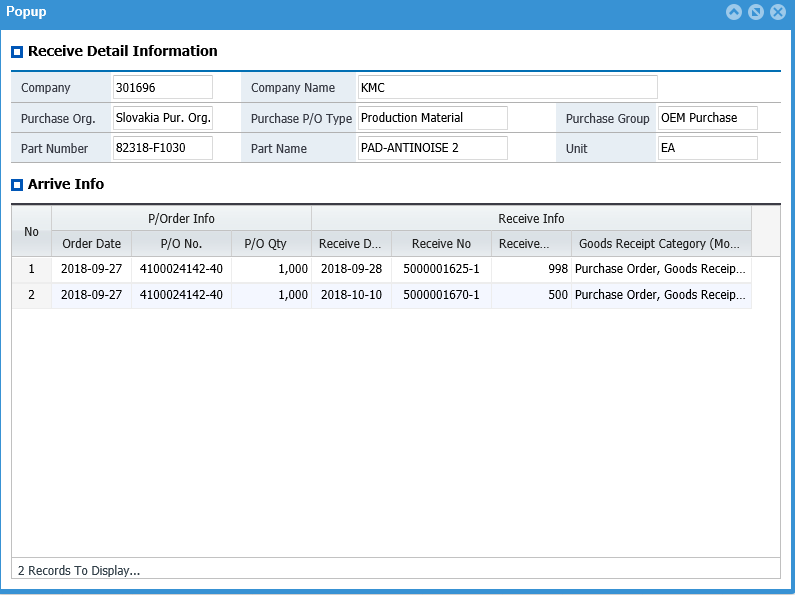 Popup
Receive Detail Information
Company 301696 Company Name KMC
Purchase Org. Slovakia Pur. Org. Purchase P/O Type Production Material Purchase Group OEM Purchase
Part Number 82318-F1030 Part Name PAD-ANTINOISE 2 Unit EA
Arrive Info
No P/Order Info Receive Info
Order Date P/O No. P/O Qty Receive D... Receive No Receive... Goods Receipt Category (Mo...
1 2018-09-27 4100024142-40 1,000 2018-09-28 5000001625-1 998 Purchase Order, Goods Receip...
2 2018-09-27 4100024142-40 1,000 2018-10-10 5000001670-1 500 Purchase Order, Goods Receip...
2 Records To Display...